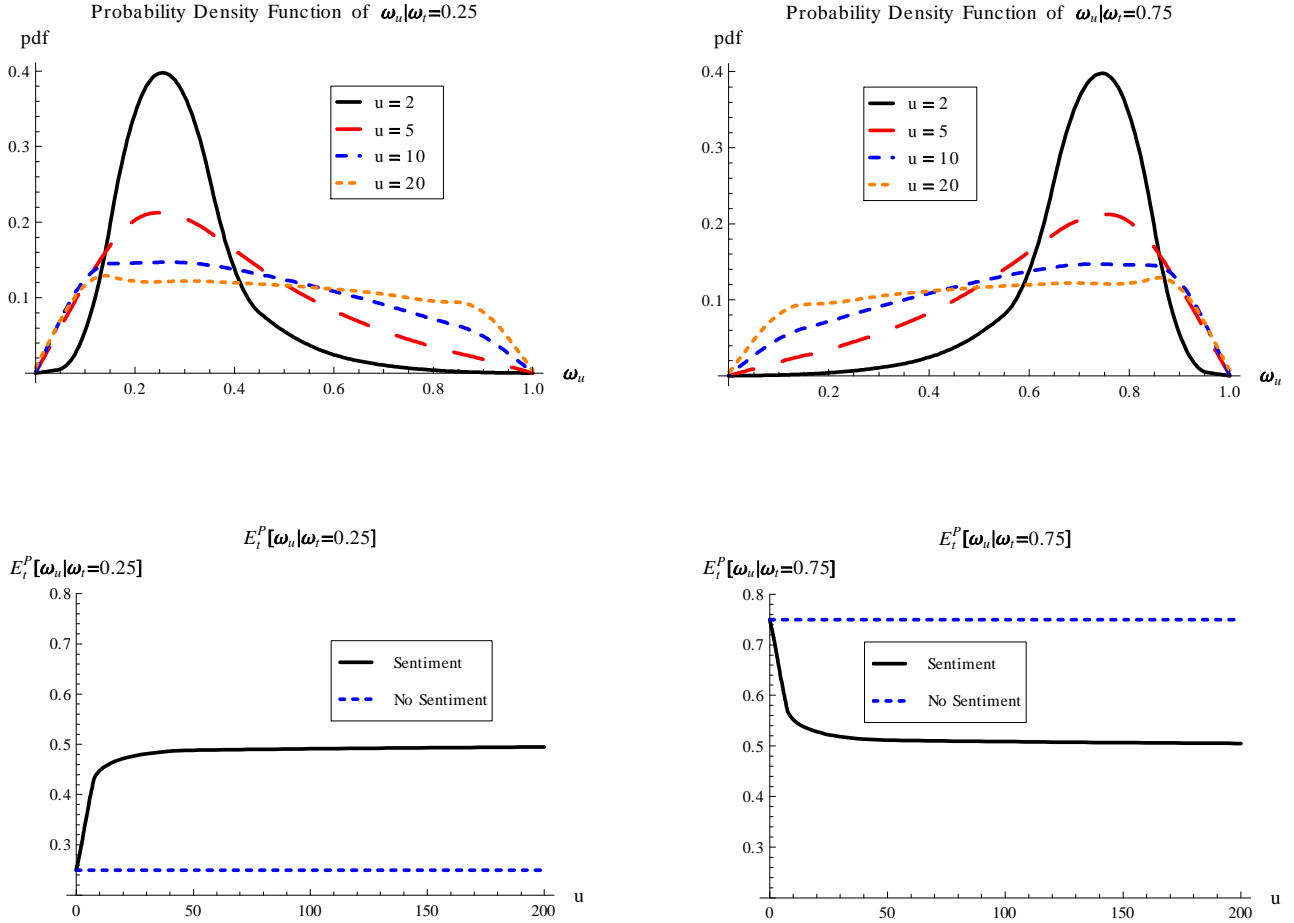 Probability Density Function of ω_u|ω_t=0.25
pdf
0.4
0.3
0.2
0.1
0.2 0.4 0.6 0.8 1.0
ω_u
u = 2
u = 5
u = 10
u = 20
Probability Density Function of ω_u|ω_t=0.75
pdf
0.4
0.3
0.2
0.1
0.2 0.4 0.6 0.8 1.0
ω_u
u = 2
u = 5
u = 10
u = 20
E_t^P[ω_u|ω_t=0.25]
E_t^P[ω_u|ω_t=0.25]
0.8
0.7
0.6
0.5
0.4
0.3
0 50 100 150 200
u
Sentiment
No Sentiment
E_t^P[ω_u|ω_t=0.75]
E_t^P[ω_u|ω_t=0.75]
0.8
0.7
0.6
0.5
0.4
0.3
0 50 100 150 200
u
Sentiment
No Sentiment